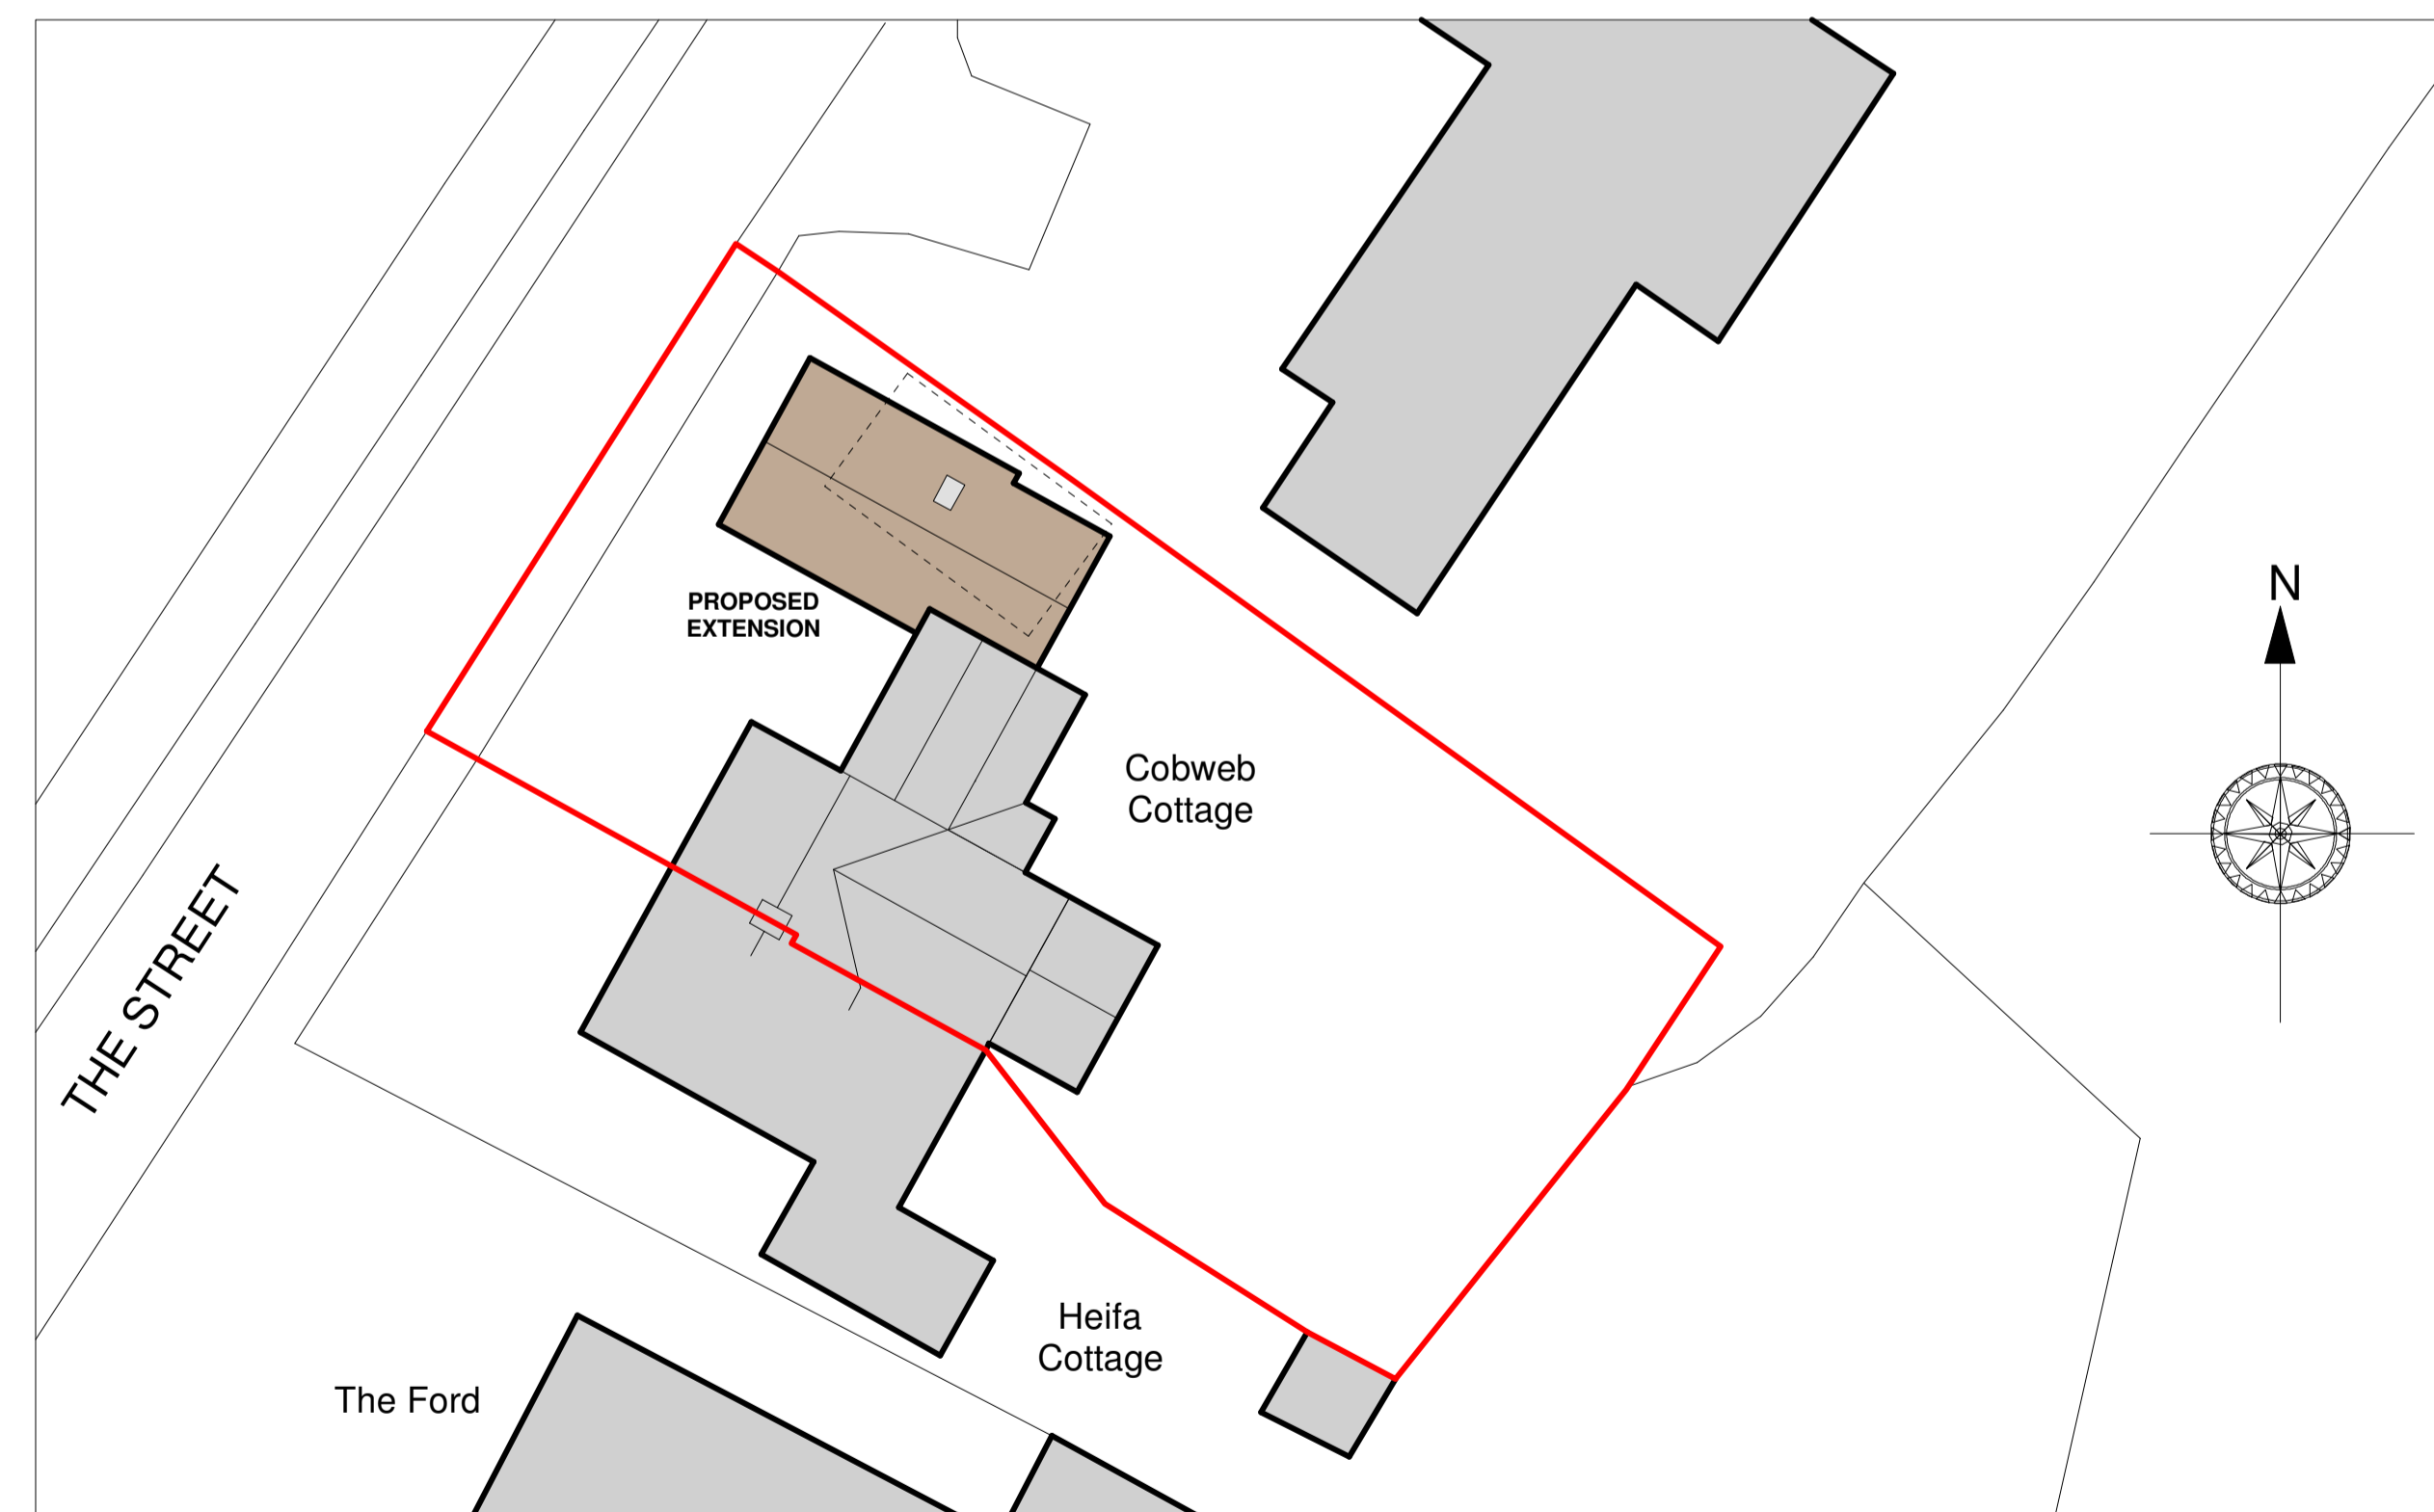 N
PROPOSED
EXTENSION
Cobweb
Cottage
THE STREET
Heifa
Cottage
The Ford